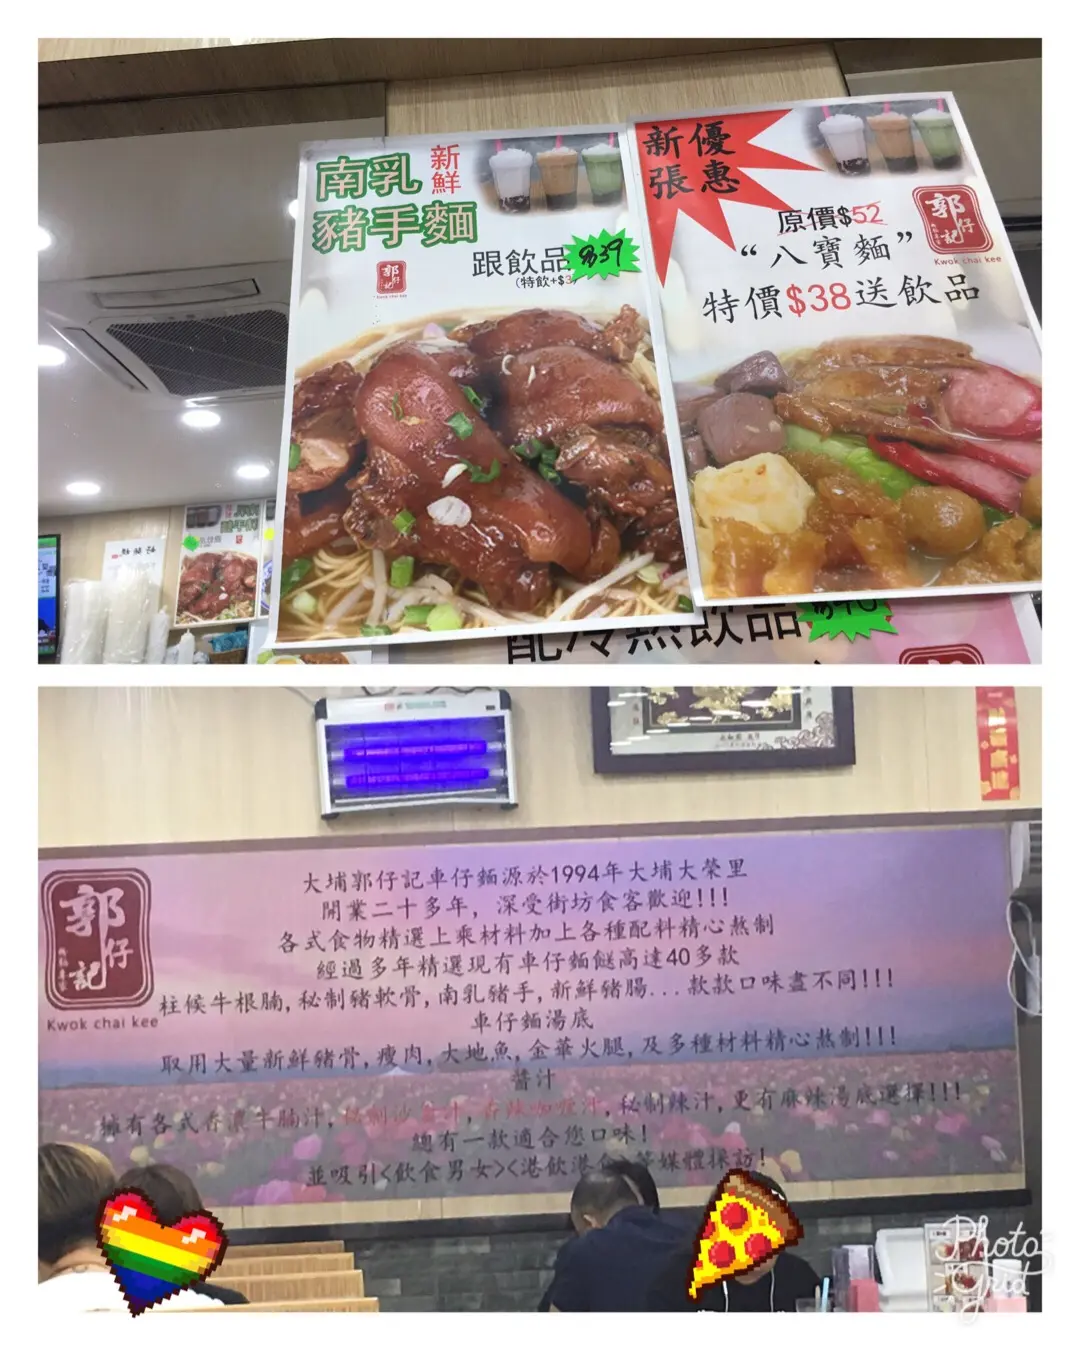 南乳
豬手麵
新鮮
跟飲品
$39
(特飲+$3)
郭仔記
新張
優惠
原價$52
“八寶麵”
特價$38送飲品
郭仔記
Kwok chai kee
配冷熱飲品
大埔郭仔記車仔麵源於1994年大埔大榮里
開業二十多年, 深受街坊食客歡迎!!!
各式食物精選上乘材料加上各種配料精心熬制
經過多年精選現有車仔麵餸高達40多款
柱侯牛根腩,秘制豬軟骨,南乳豬手,新鮮豬腸...款款口味盡不同!!!
車仔麵湯底
取用大量新鮮豬骨,瘦肉,大地魚,金華火腿,及多種材料精心熬制!!!
醬汁
擁有各式香濃牛腩汁,秘制沙爹汁,香辣咖喱汁,秘制辣汁,更有麻辣湯底選擇!!!
總有一款適合您口味!
並吸引<飲食男女><港飲港食>等媒體採訪!
郭仔記
Kwok chai kee
Photo
Grid